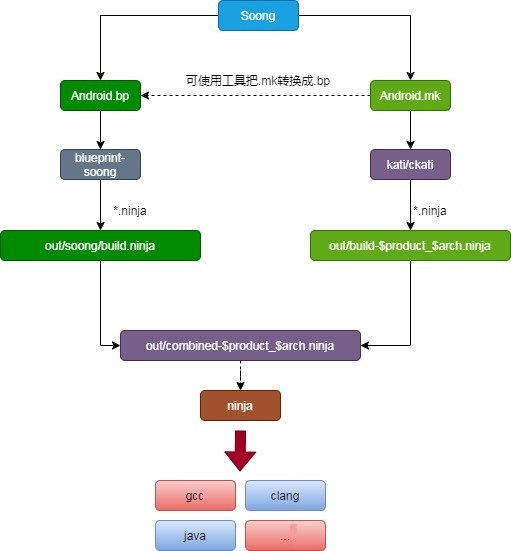 Soong
可使用工具把.mk转换成.bp
Android.bp
Android.mk
blueprint-
soong
kati/ckati
*.ninja
*.ninja
out/soong/build.ninja
out/build-$product_$arch.ninja
out/combined-$product_$arch.ninja
ninja
gcc
clang
java
...